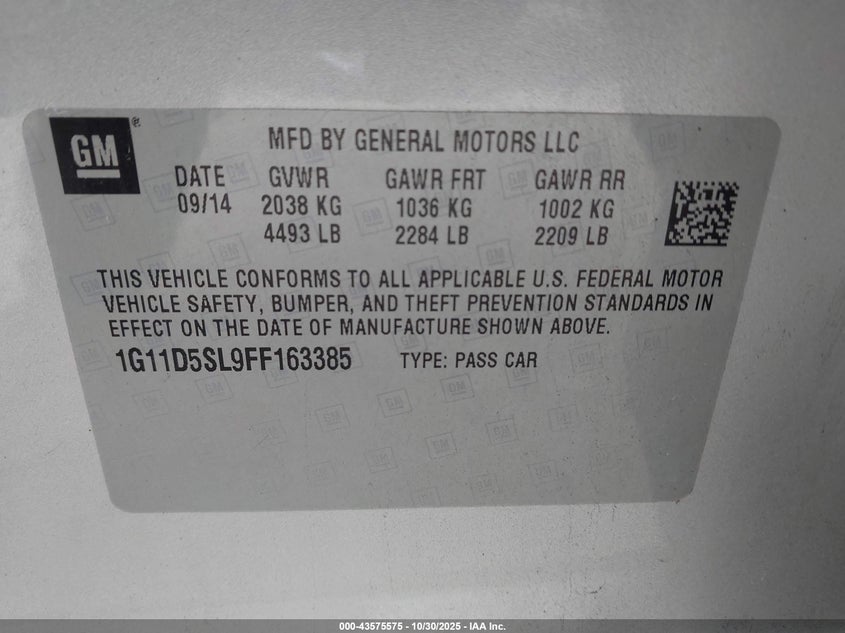 GM ®
MFD BY GENERAL MOTORS LLC
DATE GVWR GAWR FRT GAWR RR
09/14 2038 KG 1036 KG 1002 KG
4493 LB 2284 LB 2209 LB
THIS VEHICLE CONFORMS TO ALL APPLICABLE U.S. FEDERAL MOTOR
VEHICLE SAFETY, BUMPER, AND THEFT PREVENTION STANDARDS IN
EFFECT ON THE DATE OF MANUFACTURE SHOWN ABOVE.
1G11D5SL9FF163385 TYPE: PASS CAR
000-43575575 - 10/30/2025 - IAA Inc.